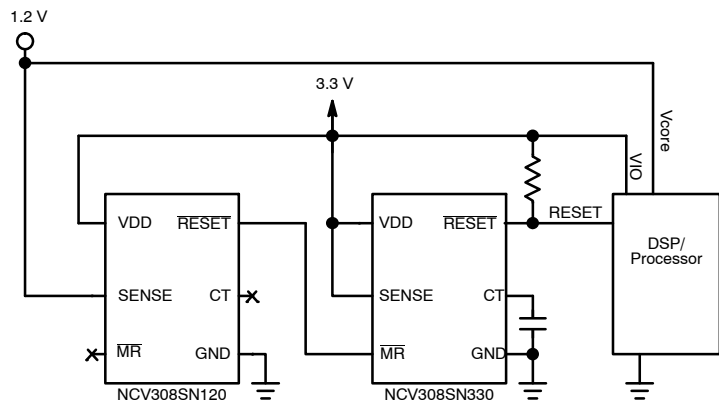 1.2 V
3.3 V
Vcore
VIO
VDD
RESET
SENSE
CT
MR
GND
NCV308SN120
VDD
RESET
SENSE
CT
MR
GND
NCV308SN330
RESET
DSP/
Processor